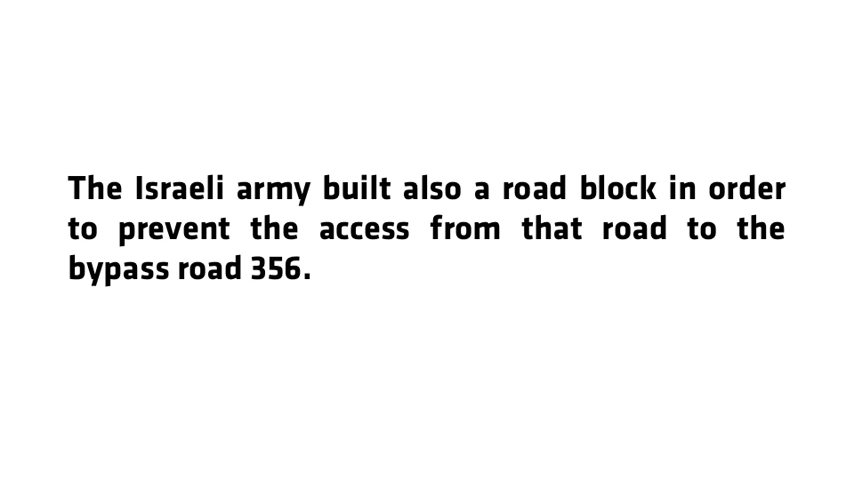 The Israeli army built also a road block in order
to prevent the access from that road to the
bypass road 356.